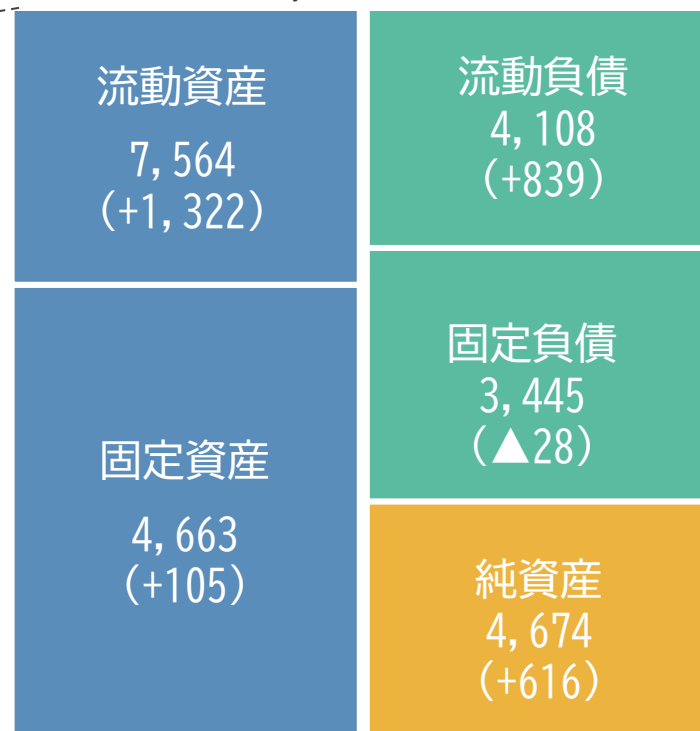 流動資産
7,564
(+1,322)
固定資産
4,663
(+105)
流動負債
4,108
(+839)
固定負債
3,445
(▲28)
純資産
4,674
(+616)